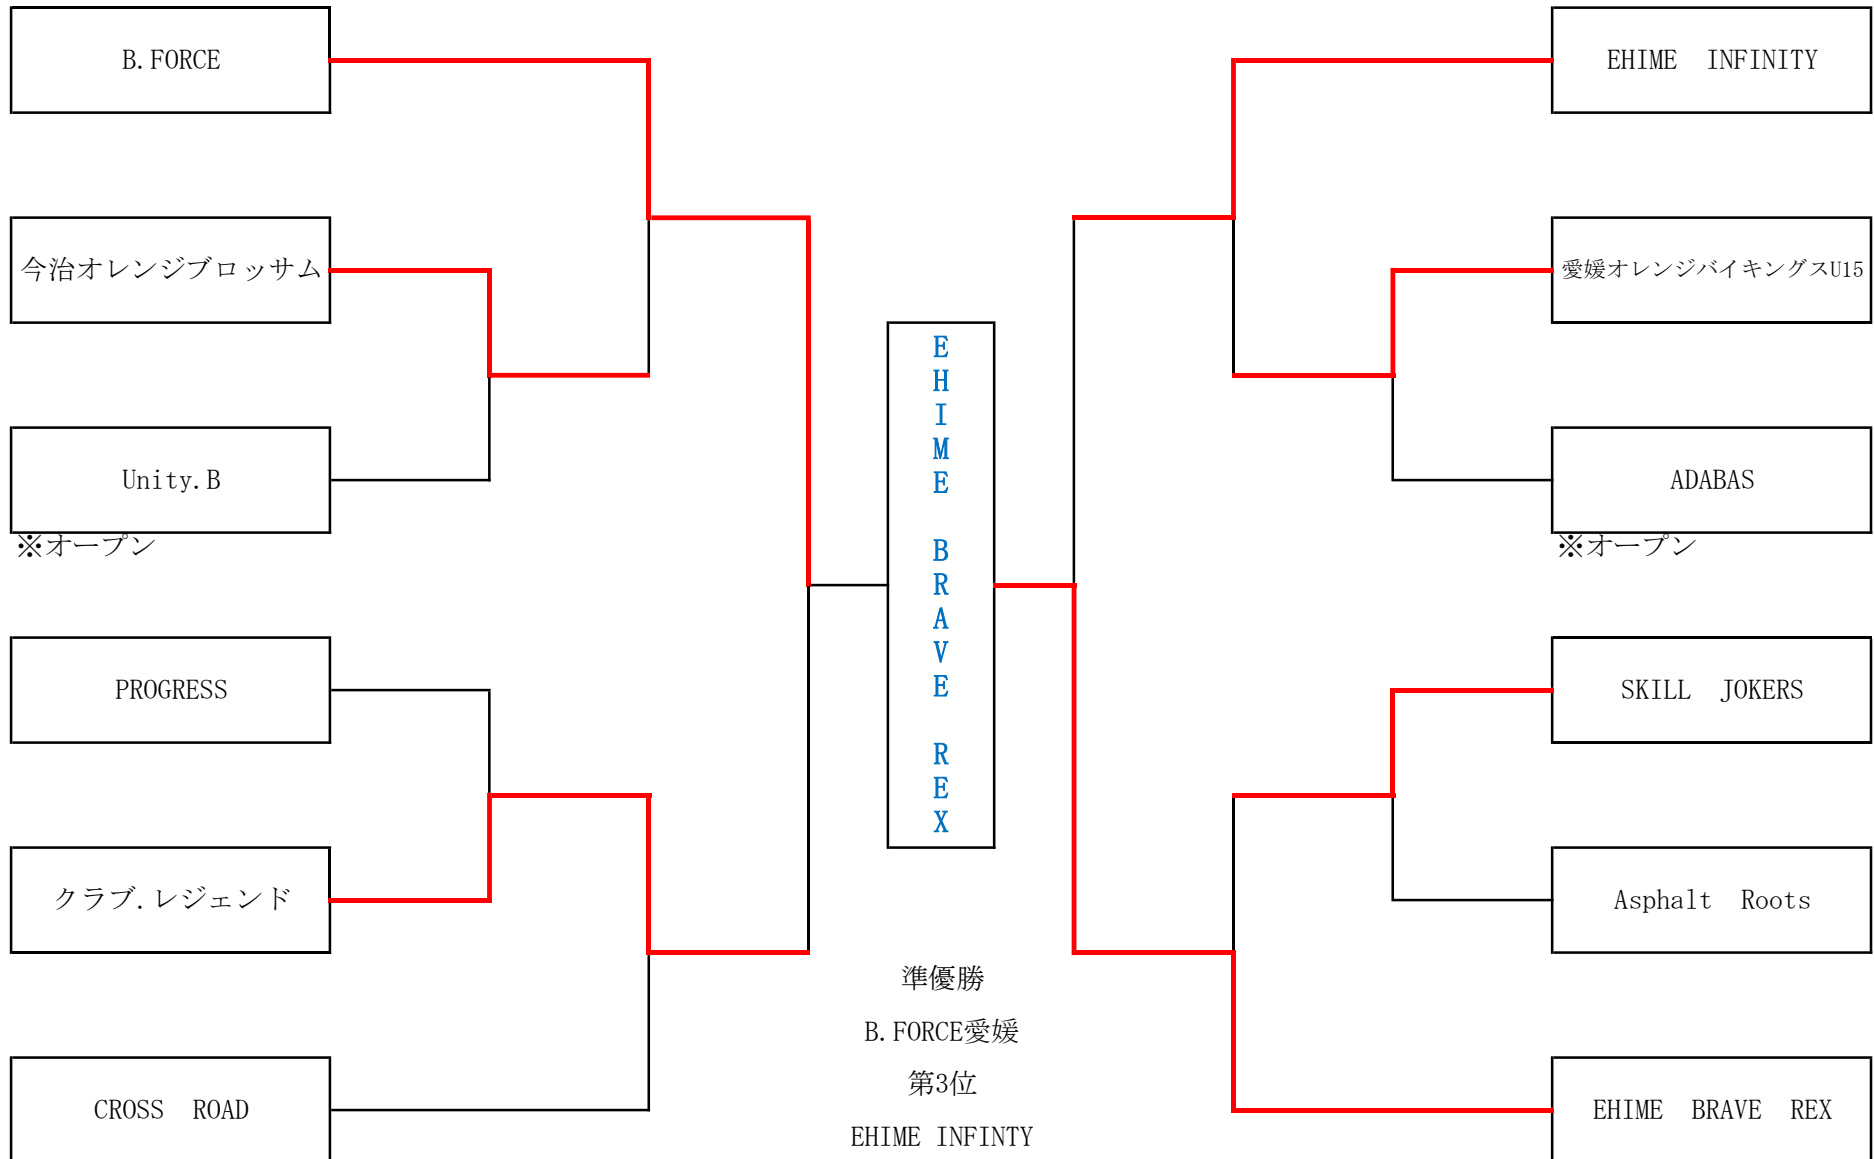 B.FORCE
今治オレンジブロッサム
Unity.B
※オープン
PROGRESS
クラブ.レジェンド
CROSS ROAD
EHIME BRAVE REX
準優勝
B.FORCE愛媛
第3位
EHIME INFINTY
EHIME INFINITY
愛媛オレンジバイキングスU15
ADABAS
※オープン
SKILL JOKERS
Asphalt Roots
EHIME BRAVE REX